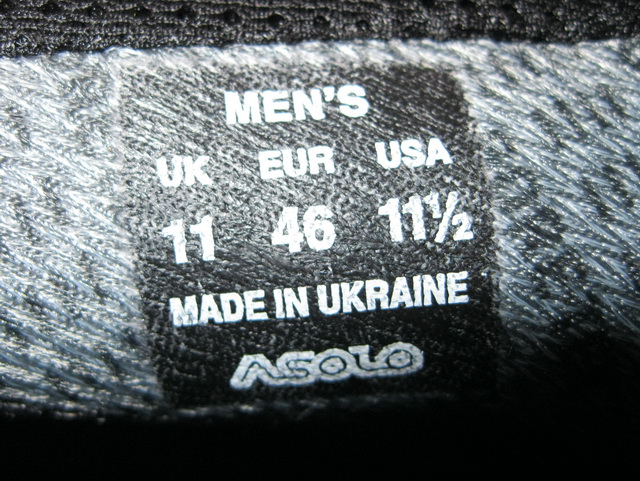 MEN'S
UK EUR USA
11 46 11½
MADE IN UKRAINE
ASOLO